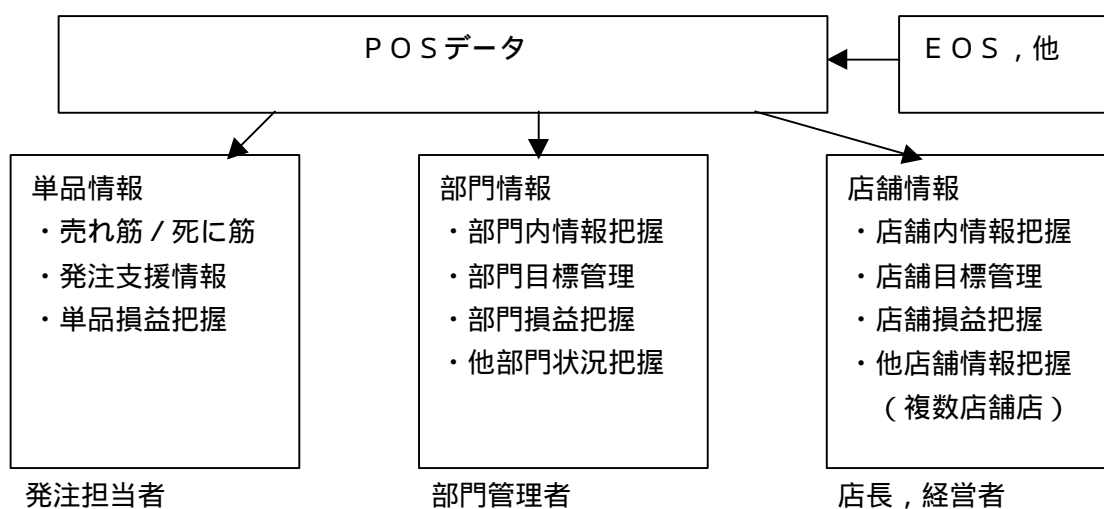 ＰＯＳデータ
ＥＯＳ，他
単品情報
・売れ筋／死に筋
・発注支援情報
・単品損益把握
部門情報
・部門内情報把握
・部門目標管理
・部門損益把握
・他部門状況把握
店舗情報
・店舗内情報把握
・店舗目標管理
・店舗損益把握
・他店舗情報把握
（複数店舗店）
発注担当者
部門管理者
店長，経営者